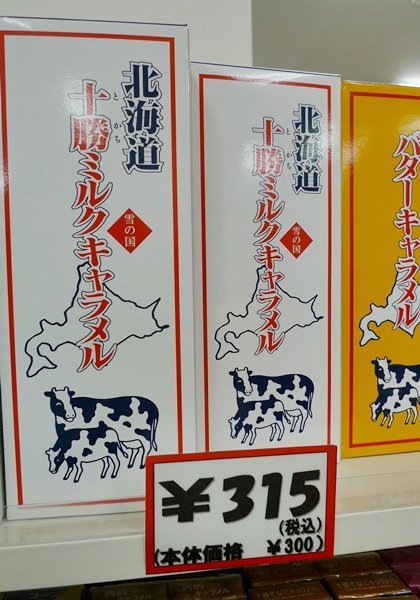 北海道
とかち
十勝ミルクキャラメル
雪の国
北海道
とかち
十勝ミルクキャラメル
雪の国
バターキャラメル
¥315
(税込)
(本体価格 ¥300)